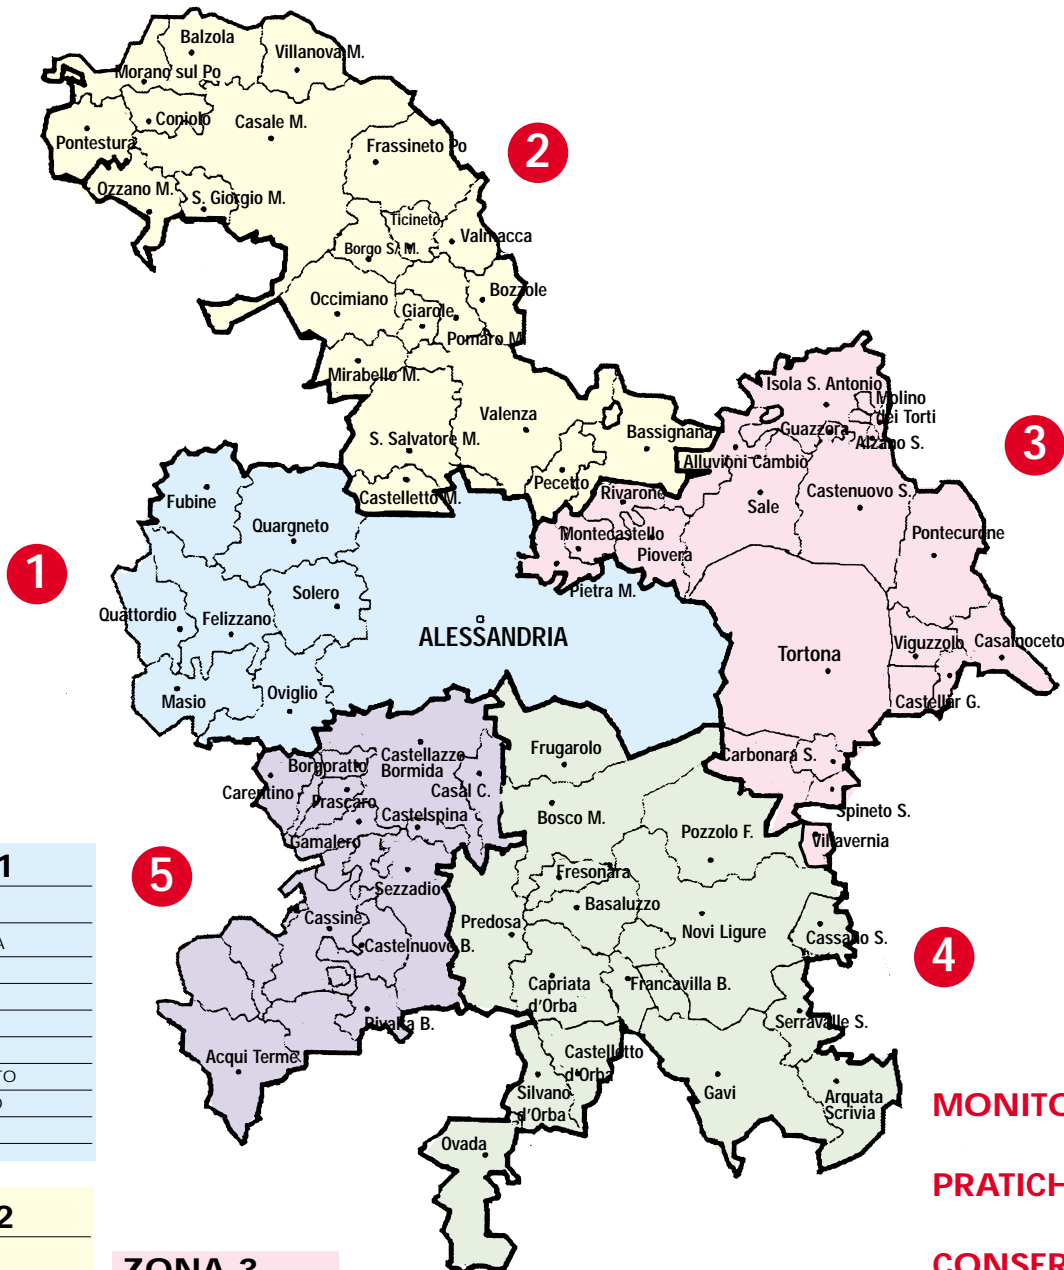 Balzola
Villanova M.
Morano sul Po
Coniolo
Casale M.
Pontestura
Frassineto Po
2
Ozzano M.
S. Giorgio M.
Ticineto
Valmacca
Borgo S. M.
Bozzole
Occimiano
Giarole
Pomaro M.
Mirabello M.
Isola S. Antonio
Molino
dei Torti
Valenza
Guazzora
Alzano S.
3
S. Salvatore M.
Bassignana
Alluvioni Cambiò
Pecetto
Rivarone
Castenuovo S.
Castelletto M.
Sale
Fubine
Quargneto
Montecastello
Piovera
Pontecurone
1
Pietra M.
Solero
Quattordio
Felizzano
ALESSANDRIA
Viguzzolo
Casalnoceto
Tortona
Masio
Oviglio
Castellar G.
Frugarolo
Castellazzo
Bormida
Carbonara S.
Borgoratto
Carentino
Casal C.
Frascaro
Castelspina
Bosco M.
Spineto S.
Pozzolo F.
Villavernia
Gamalero
5
Sezzadio
Fresonara
Basaluzzo
Cassine
Predosa
Novi Ligure
Cassano S.
Castelnuovo B.
4
Capriata
d'Orba
Francavilla B.
Rivalta B.
Serravalle S.
Acqui Terme
Castelletto
d'Orba
Silvano
d'Orba
Gavi
Arquata
Scrivia
Ovada
1
A
TO
O
2
ZONA 3
MONITO
PRATICH
CONSER